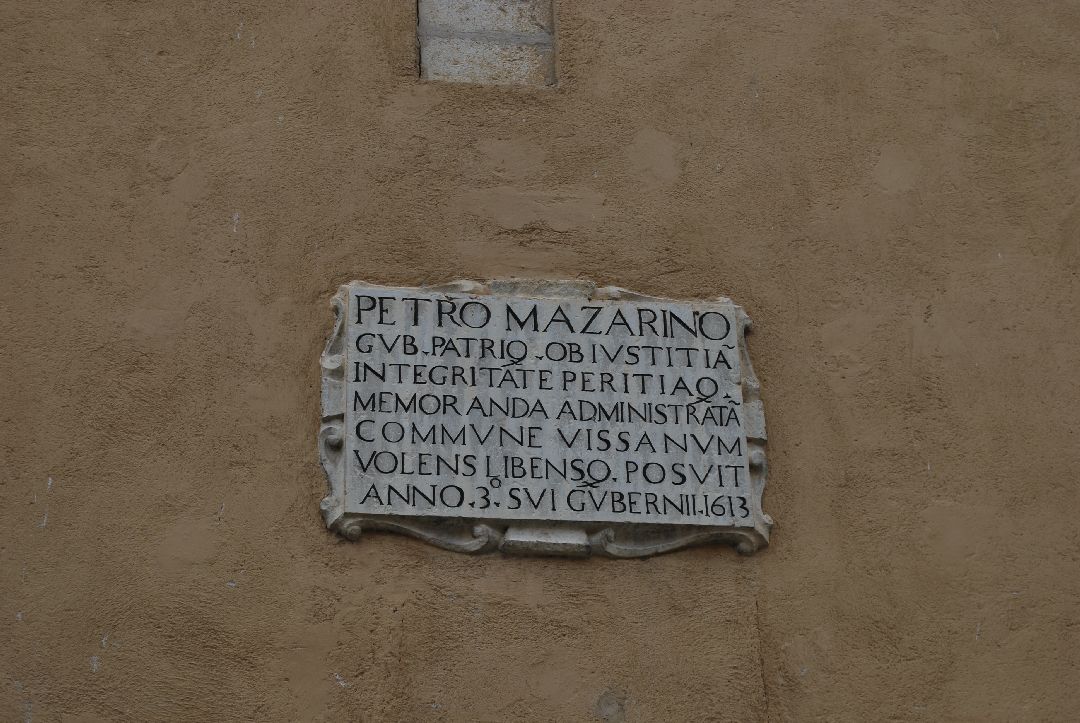 PETRO MAZARINO
GVB. PATRIQ. OB IVSTITIÃ
INTEGRITATE PERITIAQ.
MEMORANDA ADMINISTRATÃ
COMMVNE VISSANVM
VOLENS LIBENSQ. POSVIT
ANNO. 3º. SVI GVBERNII. 1613